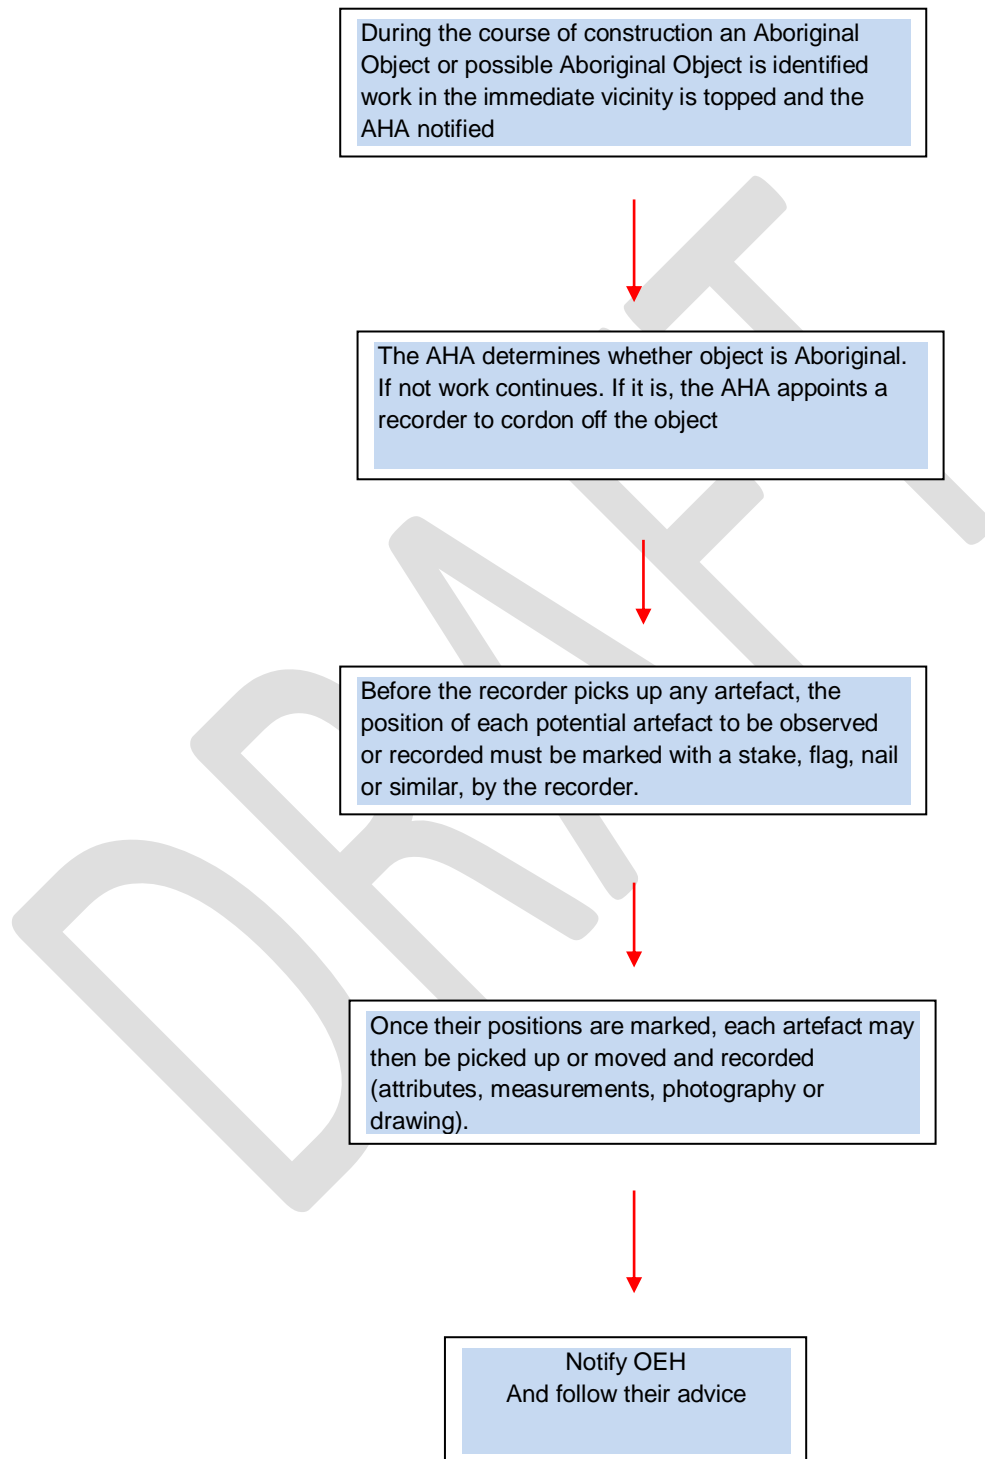 During the course of construction an Aboriginal
Object or possible Aboriginal Object is identified
work in the immediate vicinity is topped and the
AHA notified
The AHA determines whether object is Aboriginal.
If not work continues. If it is, the AHA appoints a
recorder to cordon off the object
Before the recorder picks up any artefact, the
position of each potential artefact to be observed
or recorded must be marked with a stake, flag, nail
or similar, by the recorder.
Once their positions are marked, each artefact may
then be picked up or moved and recorded
(attributes, measurements, photography or
drawing).
Notify OEH
And follow their advice
DRAFT